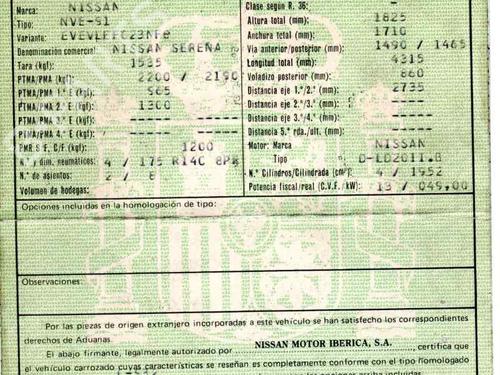 Marca: NISSAN
Tipo: NVE-S1
Variante:
Denominación comercial: NISSAN SERENA
Tara (kgf): 1535
PTMA/PMA (kgf): 2200 / 2190
PTMA/PMA 1.º E (kgf): 965
PTMA/PMA 2.º E (kgf): 1300
PTMA/PMA 3.º E (kgf): -
PTMA/PMA 4.º E (kgf): -
PMR S/F, C/F (kgf): 1200
N.º y dim. neumáticos: 4 / 175 R14C 8PR
N.º de asientos: 2 / 8
Volumen de bodegas:
Clase según R. 36: -
Altura total (mm): 1825
Anchura total (mm): 1710
Via anterior/posterior (mm): 1490 / 1465
Longitud total (mm): 4315
Voladizo posterior (mm): 860
Distancia eje 1.º/2.º (mm): 2735
Distancia eje 2.º/3.º (mm): -
Distancia eje 3.º/4.º (mm): -
Distancia 5.ª rda./ult. (mm): -
Motor: Marca NISSAN
Tipo D-LD2011.B
N.º Cilindros/Cilindrada (cm³): 4 / 1952
Potencia fiscal/real (C.V.F. / kW): 13 / 049,00
Opciones incluidas en la homologación de tipo:
Observaciones:
Por las piezas de origen extranjero incorporadas a este vehículo se han satisfecho los correspondientes
derechos de Aduanas.
El abajo firmante, legalmente autorizado por NISSAN MOTOR IBERICA, S.A., certifica que
el vehículo carrozado cuyas características se reseñan es completamente conforme con el tipo homologado
arriba incluidas